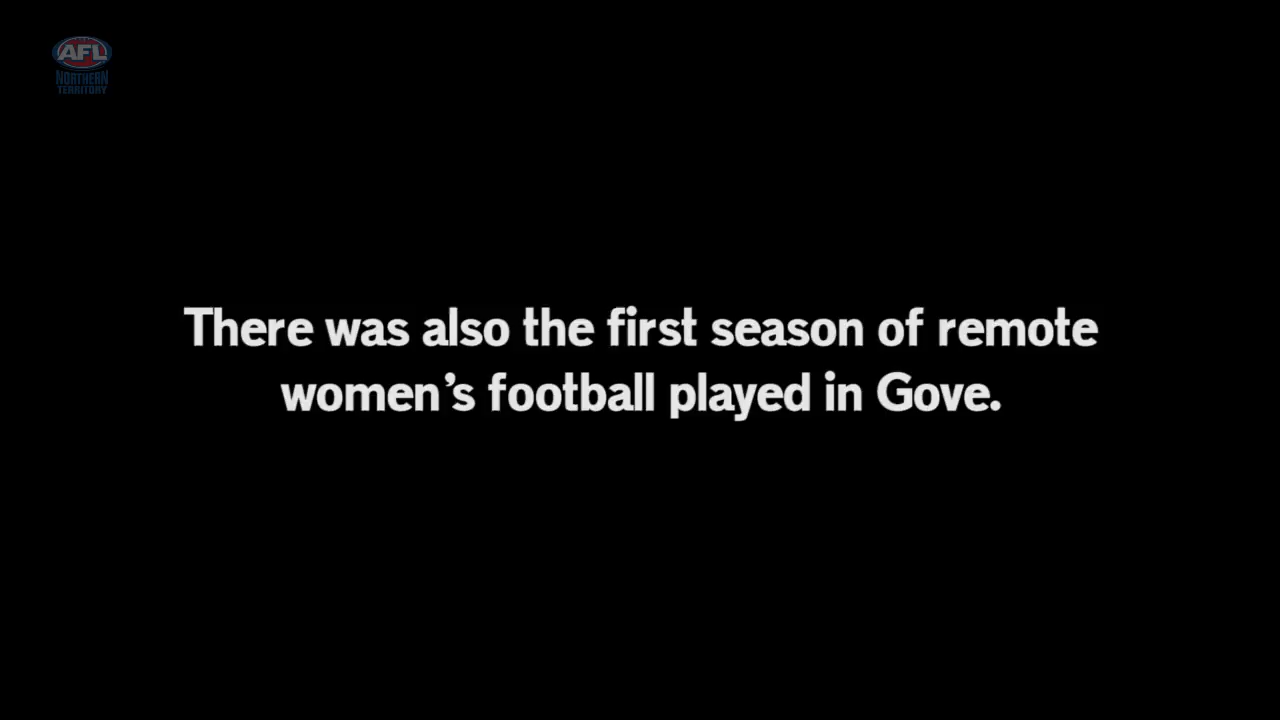 AFL
NORTHERN
TERRITORY
There was also the first season of remote
women’s football played in Gove.